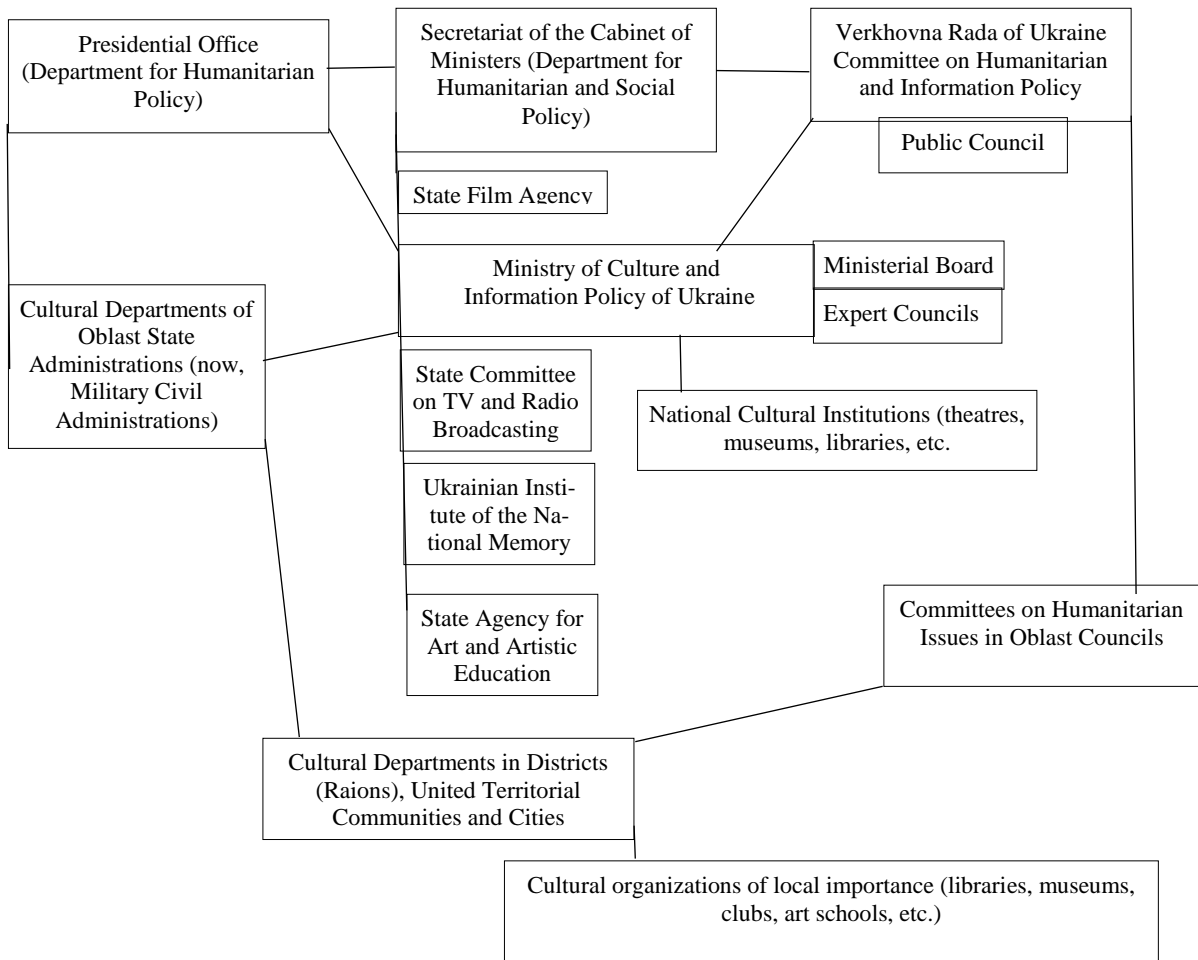 Presidential Office
(Department for Humanitarian
Policy)
Secretariat of the Cabinet of
Ministers (Department for
Humanitarian and Social
Policy)
Verkhovna Rada of Ukraine
Committee on Humanitarian
and Information Policy
Public Council
State Film Agency
Ministry of Culture and
Information Policy of Ukraine
Ministerial Board
Expert Councils
Cultural Departments of
Oblast State
Administrations (now,
Military Civil
Administrations)
State Committee
on TV and Radio
Broadcasting
National Cultural Institutions (theatres,
museums, libraries, etc.
Ukrainian Insti-
tute of the Na-
tional Memory
State Agency for
Art and Artistic
Education
Committees on Humanitarian
Issues in Oblast Councils
Cultural Departments in Districts
(Raions), United Territorial
Communities and Cities
Cultural organizations of local importance (libraries, museums,
clubs, art schools, etc.)